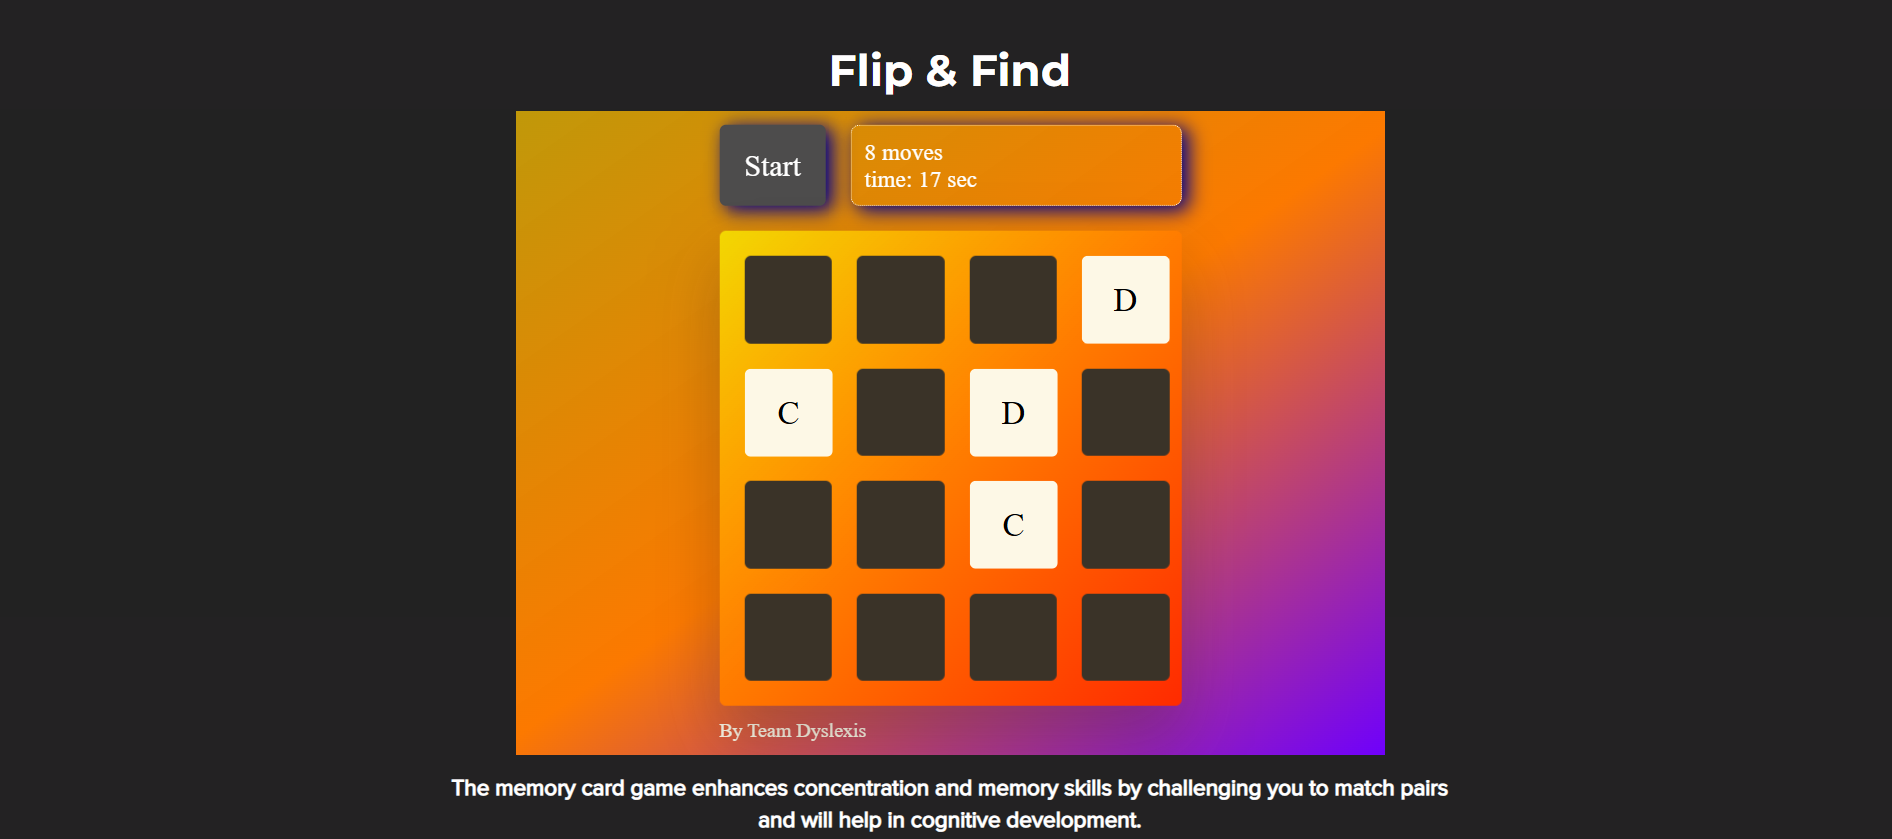 Flip & Find
Start
8 moves
time: 17 sec
D
C
D
C
By Team Dyslexis
The memory card game enhances concentration and memory skills by challenging you to match pairs
and will help in cognitive development.